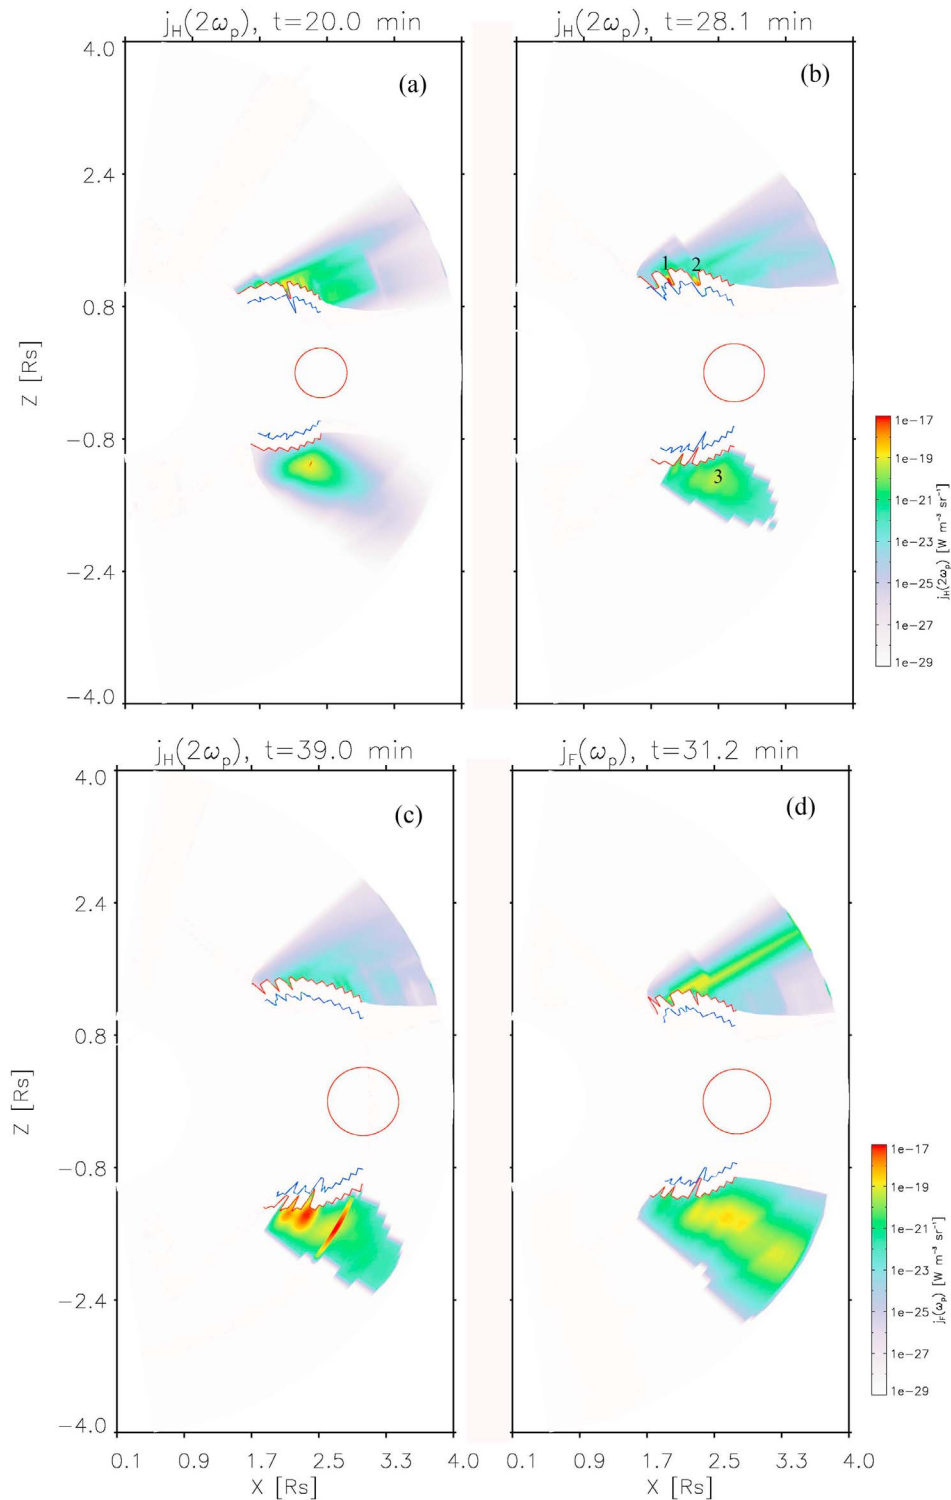 j_H(2ω_p), t=20.0 min
j_H(2ω_p), t=28.1 min
(a)
(b)
4.0
2.4
0.8
−0.8
−2.4
−4.0
Z [Rs]
1
2
3
1e−17
1e−19
1e−21
1e−23
1e−25
1e−27
1e−29
j_H(2ω_p) [W m⁻³ sr⁻¹]
j_H(2ω_p), t=39.0 min
j_F(ω_p), t=31.2 min
(c)
(d)
4.0
2.4
0.8
−0.8
−2.4
−4.0
Z [Rs]
1e−17
1e−19
1e−21
1e−23
1e−25
1e−27
1e−29
j_F(ω_p) [W m⁻³ sr⁻¹]
0.1 0.9 1.7 2.5 3.3 4.0
0.1 0.9 1.7 2.5 3.3 4.0
X [Rs]
X [Rs]